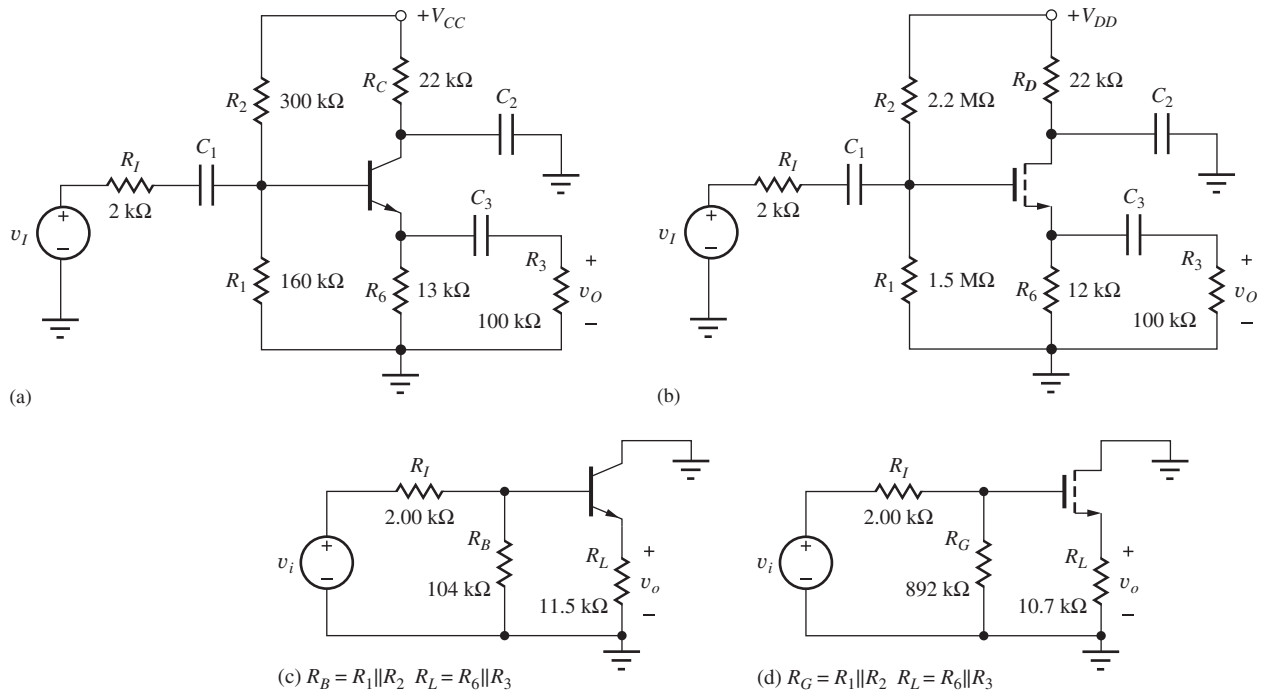 +V_CC
R_C 22 kΩ
R_2 300 kΩ
C_2
R_I
2 kΩ
C_1
+
v_I
−
C_3
R_1 160 kΩ
R_6 13 kΩ
R_3
100 kΩ
+
v_O
−
(a)
+V_DD
R_D 22 kΩ
R_2 2.2 MΩ
C_2
R_I
2 kΩ
C_1
+
v_I
−
C_3
R_1 1.5 MΩ
R_6 12 kΩ
R_3
100 kΩ
+
v_O
−
(b)
R_I
2.00 kΩ
+
v_i
−
R_B
104 kΩ
R_L
11.5 kΩ
+
v_o
−
(c) R_B = R_1||R_2 R_L = R_6||R_3
R_I
2.00 kΩ
+
v_i
−
R_G
892 kΩ
R_L
10.7 kΩ
+
v_o
−
(d) R_G = R_1||R_2 R_L = R_6||R_3